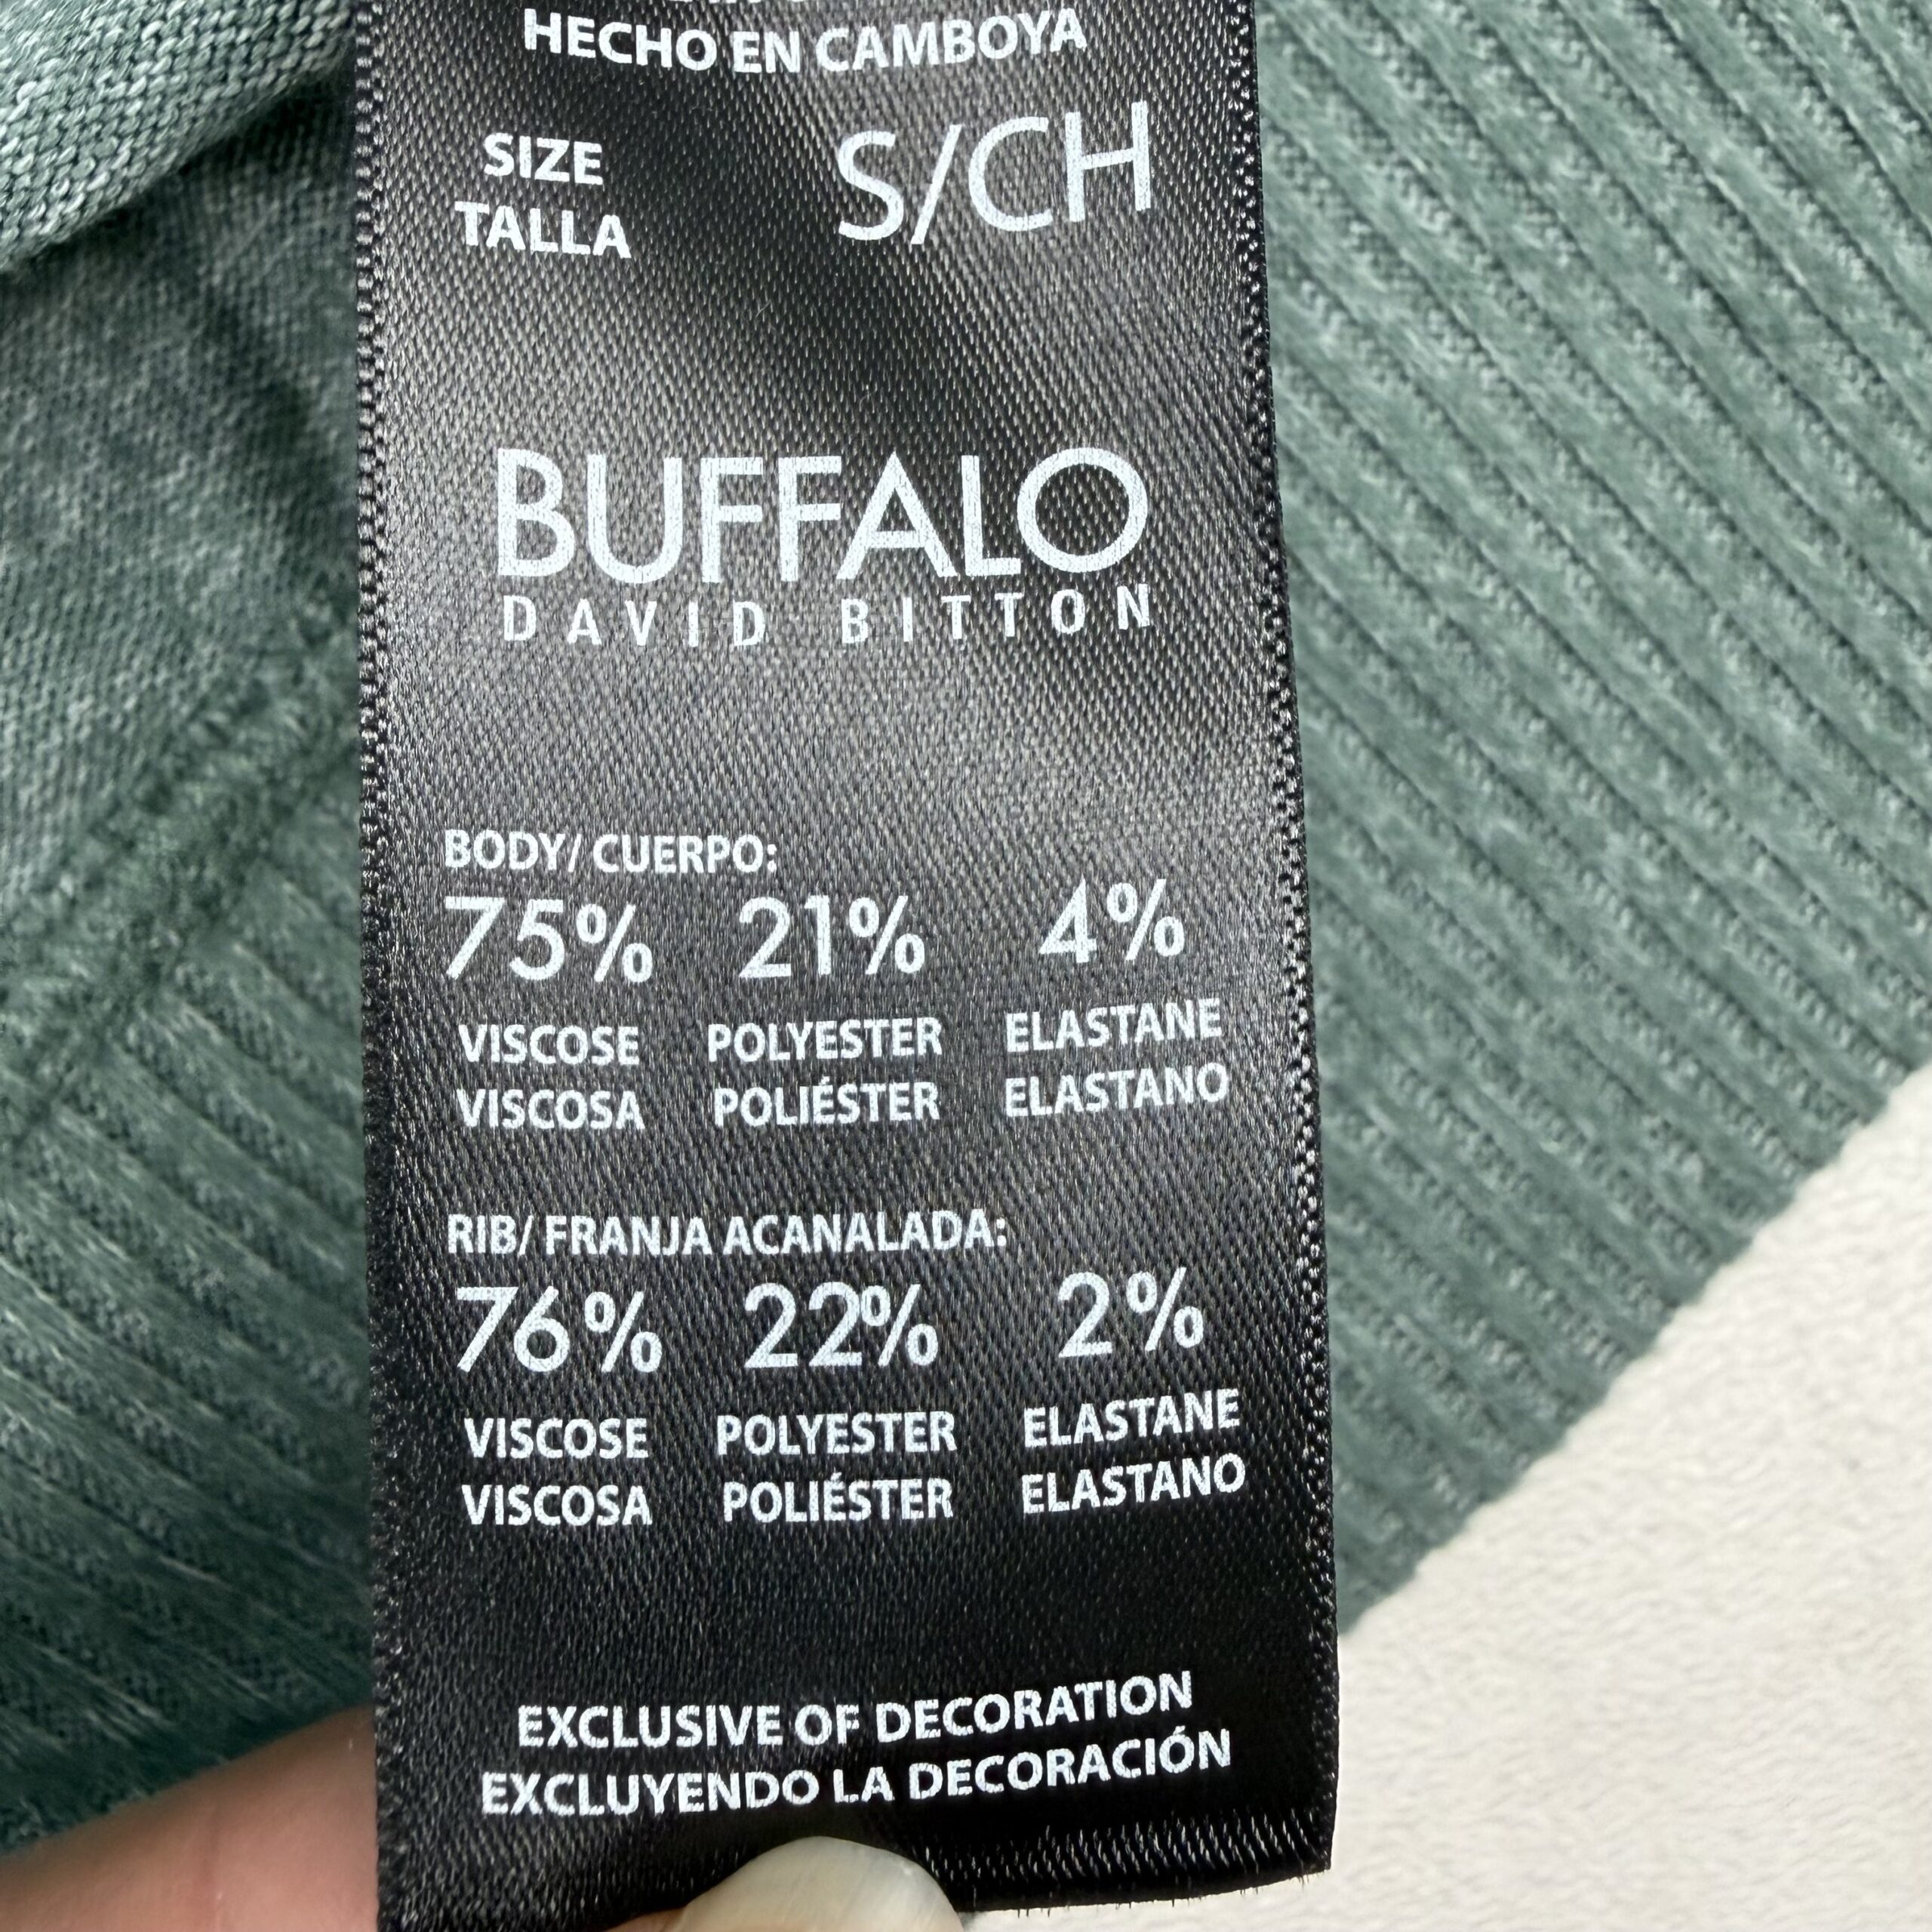 HECHO EN CAMBOYA
SIZE
TALLA
S/CH
BUFFALO
DAVID BITTON
BODY/ CUERPO:
75% 21% 4%
VISCOSE POLYESTER ELASTANE
VISCOSA POLIÉSTER ELASTANO
RIB/ FRANJA ACANALADA:
76% 22% 2%
VISCOSE POLYESTER ELASTANE
VISCOSA POLIÉSTER ELASTANO
EXCLUSIVE OF DECORATION
EXCLUYENDO LA DECORACIÓN